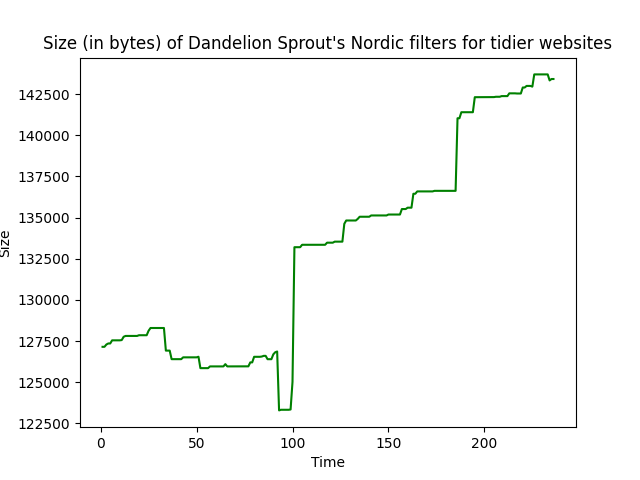 Size (in bytes) of Dandelion Sprout's Nordic filters for tidier websites
142500
140000
137500
135000
132500
130000
127500
125000
122500
Size
0 50 100 150 200
Time